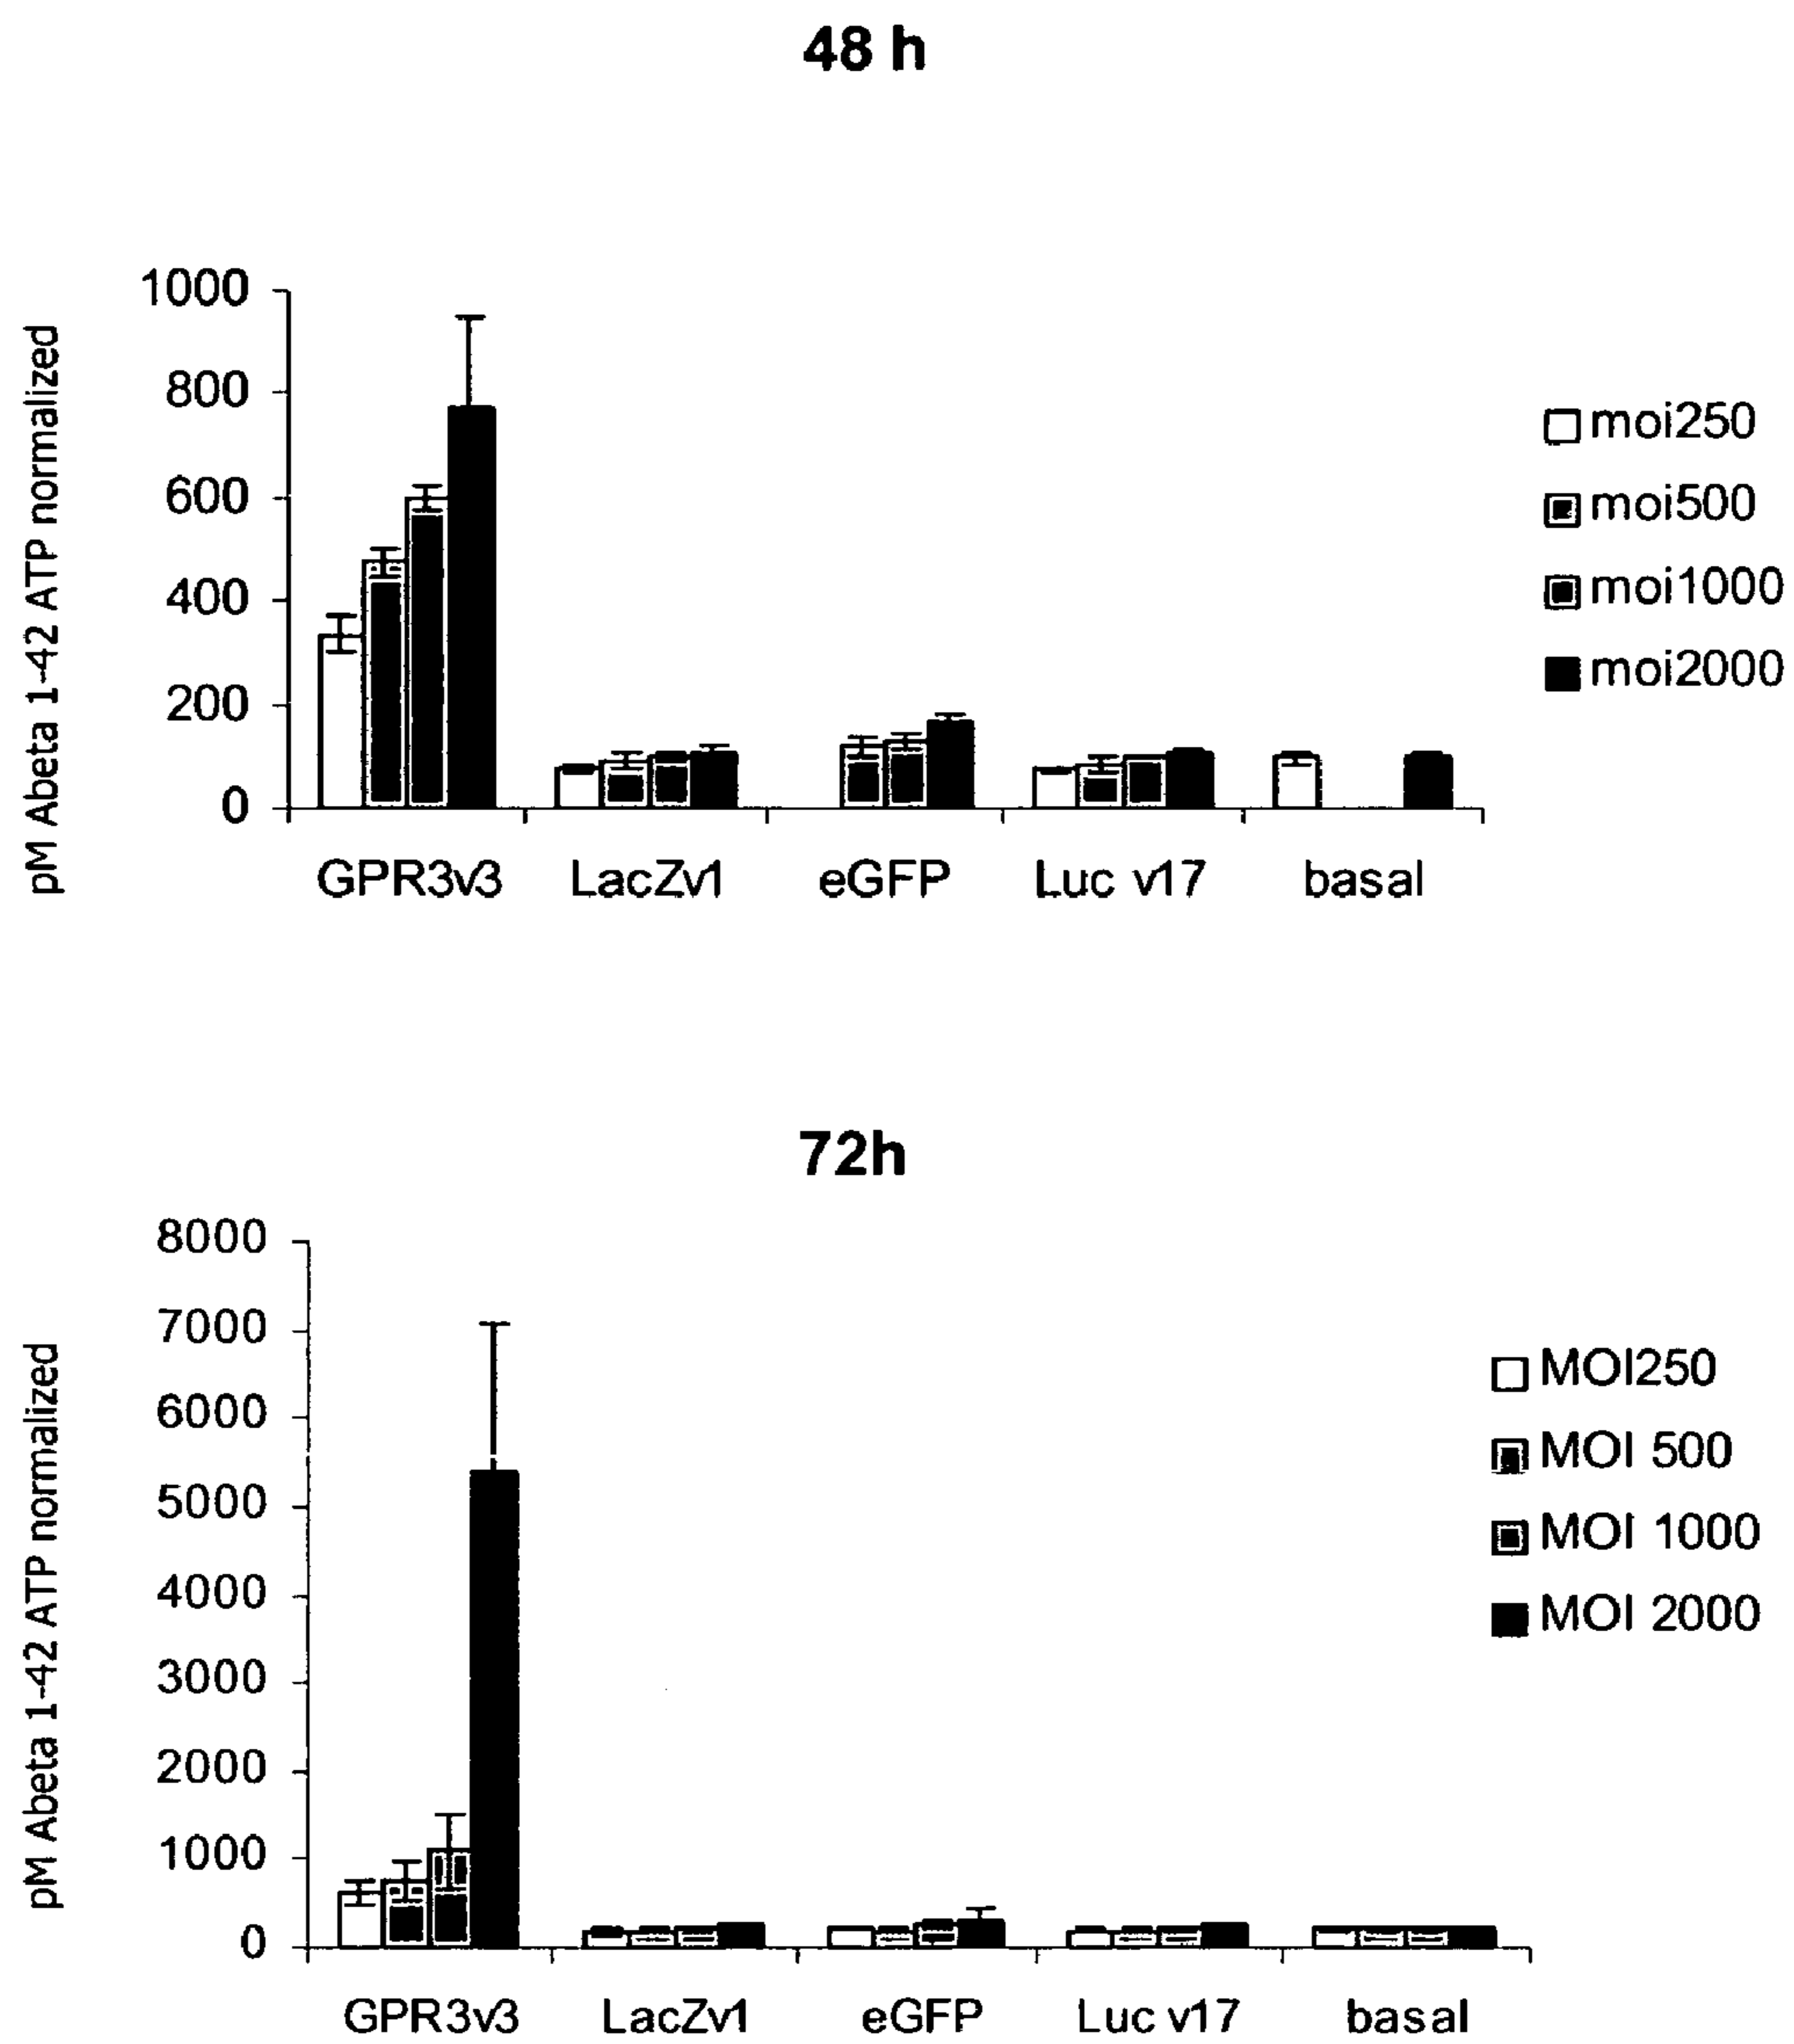 48 h
pM Abeta 1-42 ATP normalized
1000
800
600
400
200
0
GPR3v3 LacZv1 eGFP Luc v17 basal
moi250
moi500
moi1000
moi2000
72h
pM Abeta 1-42 ATP normalized
8000
7000
6000
5000
4000
3000
2000
1000
0
GPR3v3 LacZv1 eGFP Luc v17 basal
MOI250
MOI 500
MOI 1000
MOI 2000